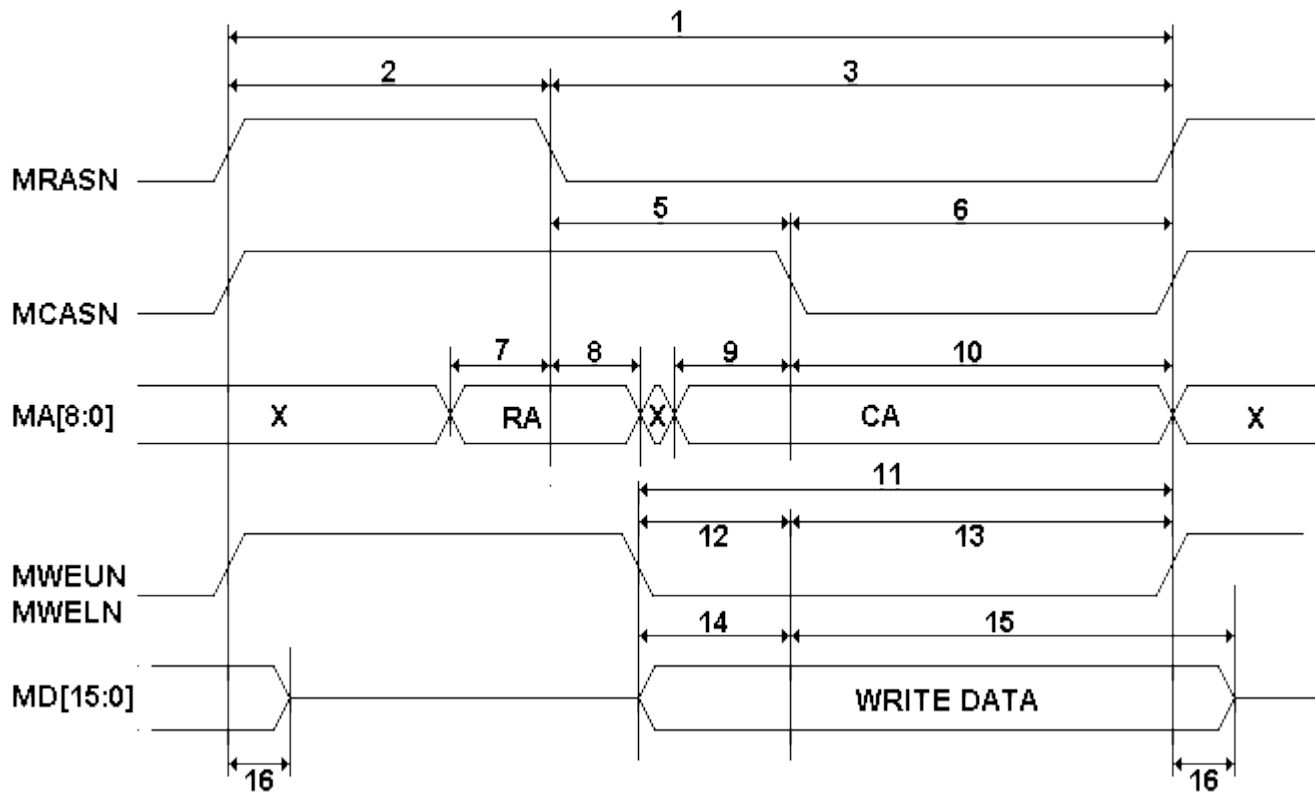 1
2 3
MRASN
5 6
MCASN
7 8 9 10
MA[8:0] X RA X CA X
11
12 13
MWEUN
MWELN
14 15
MD[15:0] WRITE DATA
16 16